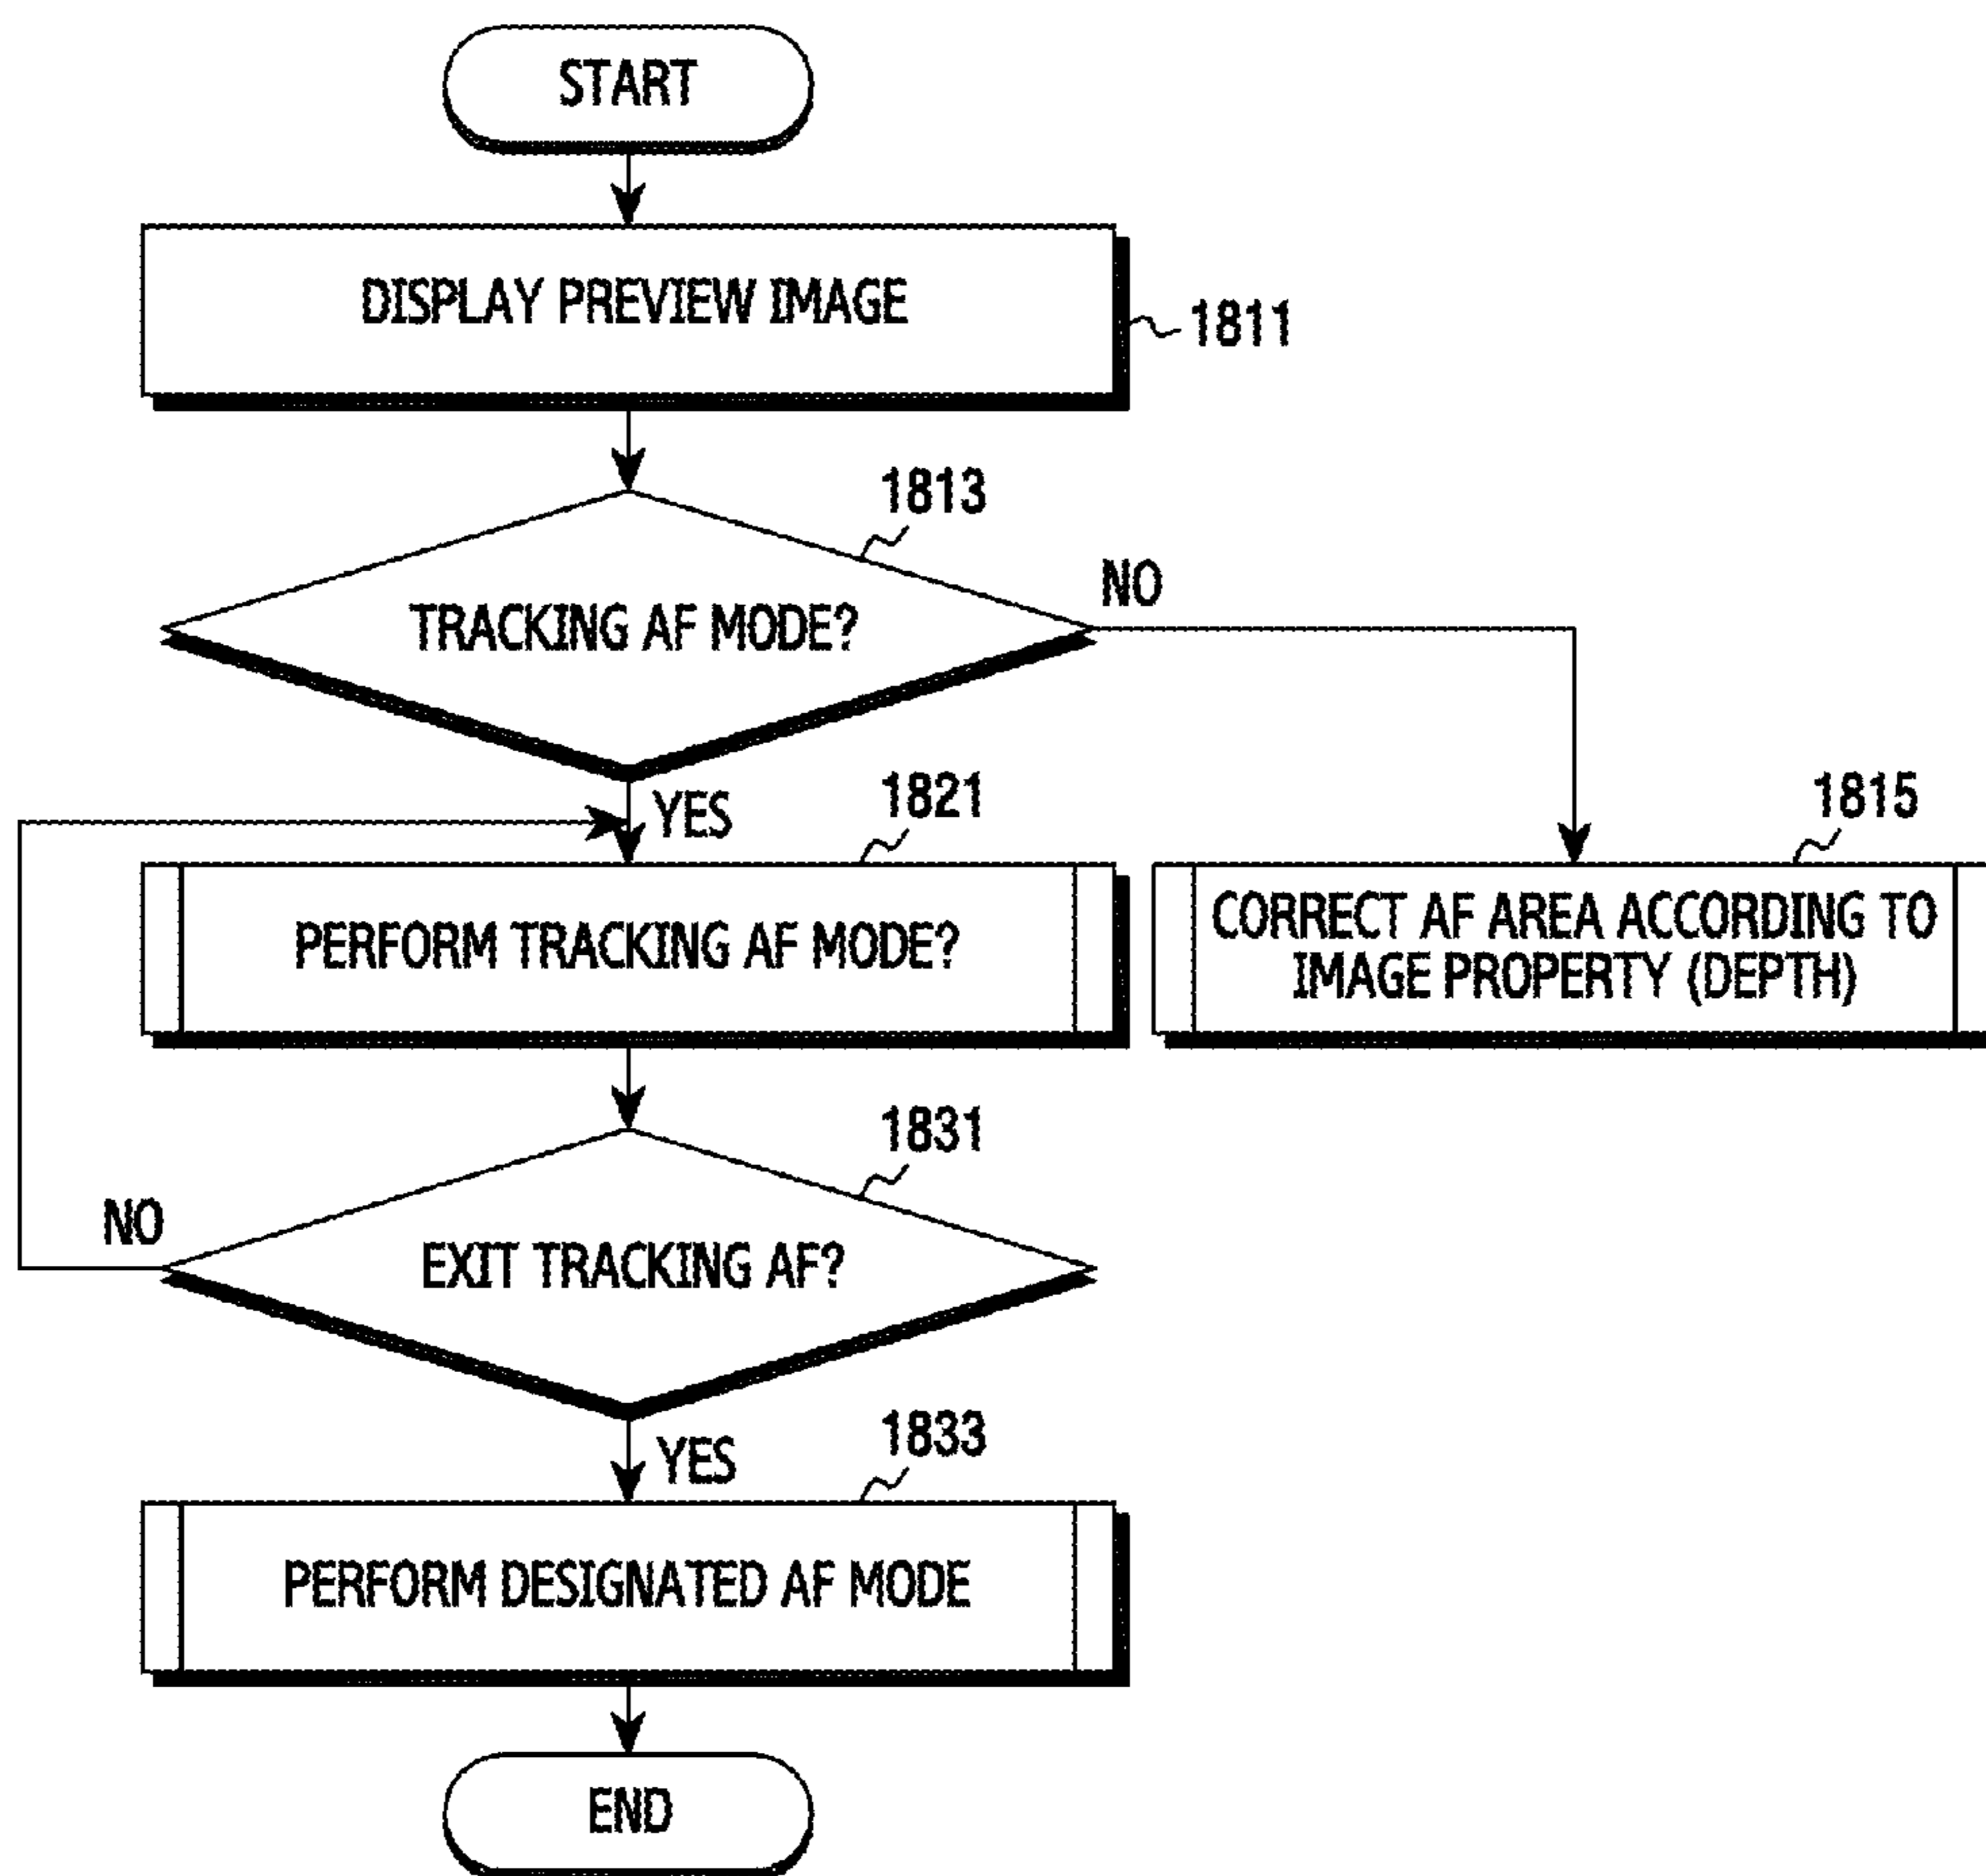 START
DISPLAY PREVIEW IMAGE
1811
1813
TRACKING AF MODE?
NO
YES
1821
PERFORM TRACKING AF MODE?
1815
CORRECT AF AREA ACCORDING TO
IMAGE PROPERTY (DEPTH)
1831
NO
EXIT TRACKING AF?
YES
1833
PERFORM DESIGNATED AF MODE
END